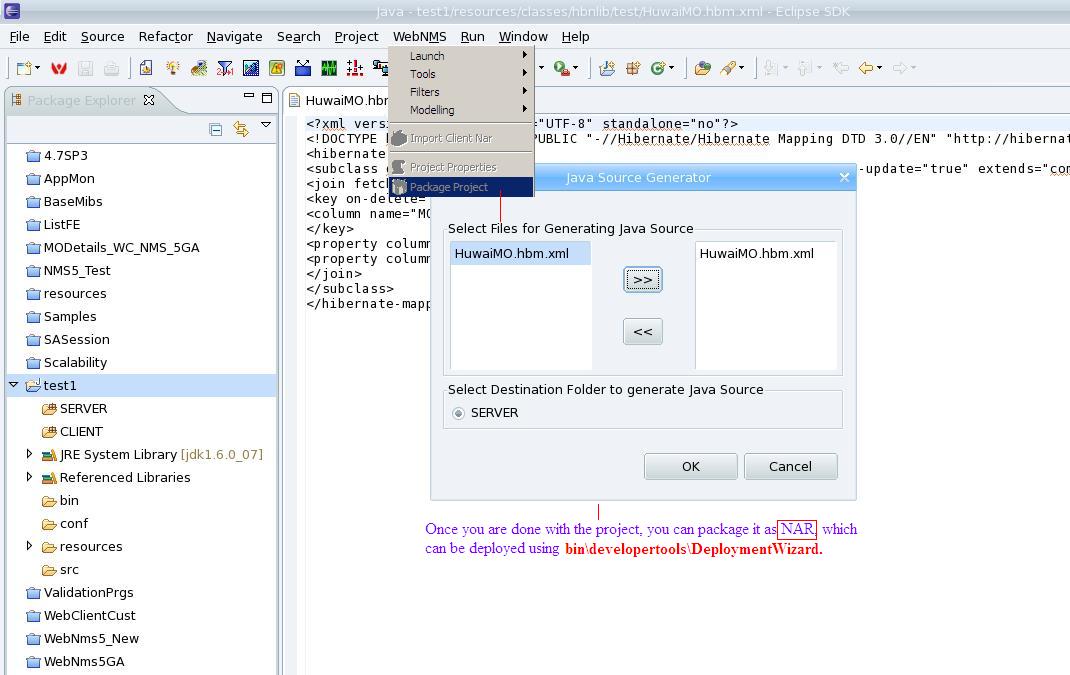 Java - test1/resources/classes/hbnlib/test/HuwaiMO.hbm.xml - Eclipse SDK
File Edit Source Refactor Navigate Search Project WebNMS Run Window Help
Launch
Tools
Filters
Modelling
Import Client Nar
Project Properties
Package Project
Package Explorer
4.7SP3
AppMon
BaseMibs
ListFE
MODetails_WC_NMS_5GA
NMS5_Test
resources
Samples
SASession
Scalability
test1
SERVER
CLIENT
JRE System Library [jdk1.6.0_07]
Referenced Libraries
bin
conf
resources
src
ValidationPrgs
WebClientCust
WebNms5_New
WebNms5GA
HuwaiMO.hbr
<?xml versi ="UTF-8" standalone="no"?>
<!DOCTYPE h PUBLIC "-//Hibernate/Hibernate Mapping DTD 3.0//EN" "http://hibernat
<hibernate
<subclass -update="true" extends="com
<join fetch
<key on-delete=
<column name="MO
</key>
<property column
<property column
</join>
</subclass>
</hibernate-mapp
Java Source Generator
Select Files for Generating Java Source
HuwaiMO.hbm.xml
>>
<<
HuwaiMO.hbm.xml
Select Destination Folder to generate Java Source
SERVER
OK Cancel
Once you are done with the project, you can package it as NAR, which
can be deployed using bin\developertools\DeploymentWizard.